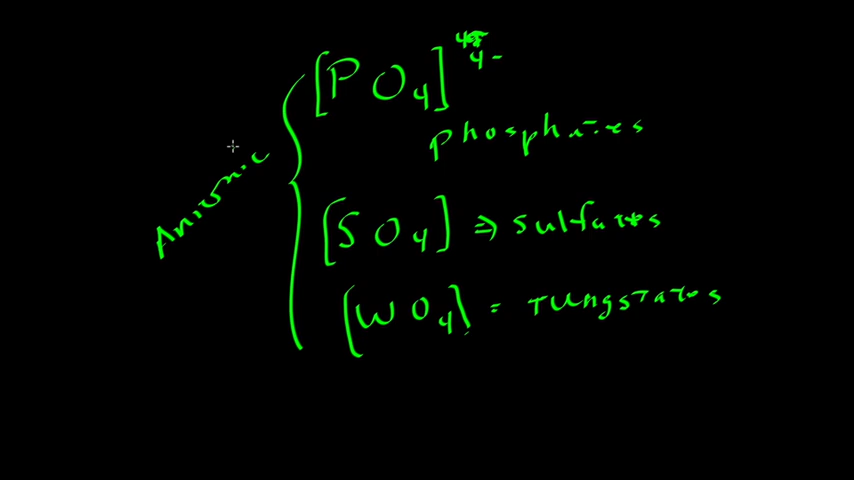 [PO4]4-
phosphates
Anionic
[SO4] ⇒ sulfates
[WO4] = Tungstates